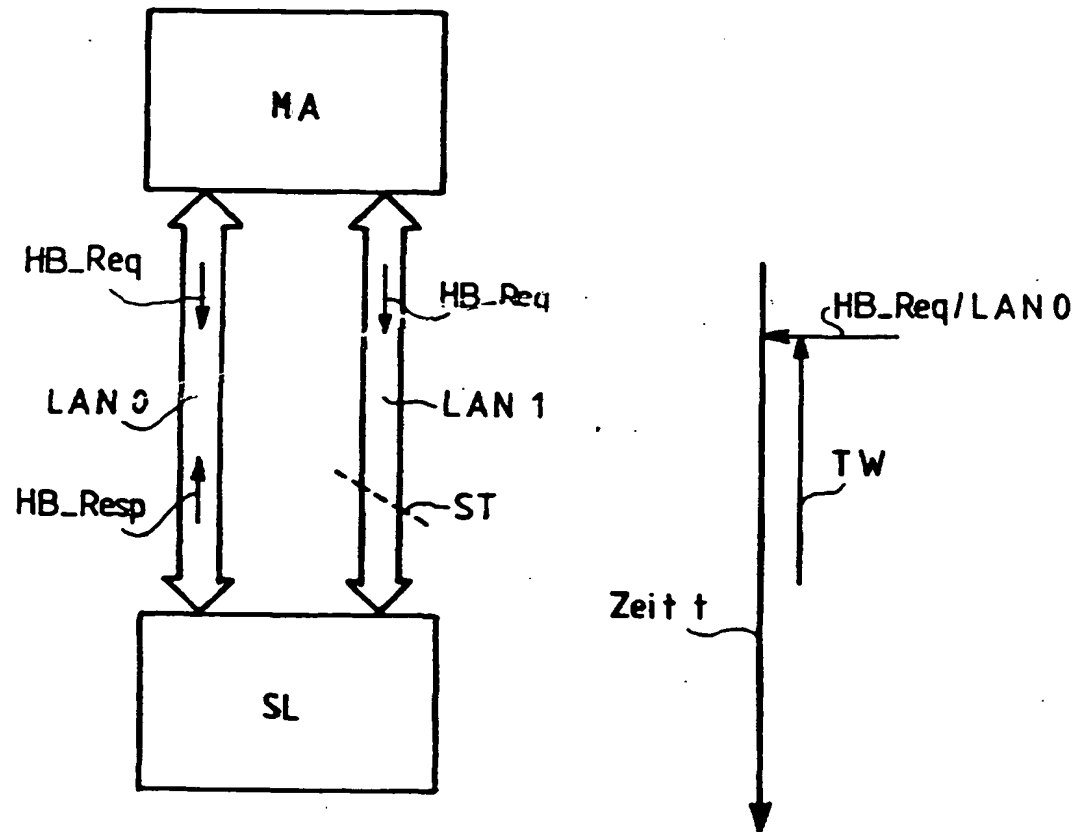 MA
HB_Req
HB_Req
HB_Req/LAN 0
LAN 0
LAN 1
TW
HB_Resp
ST
Zeit t
SL